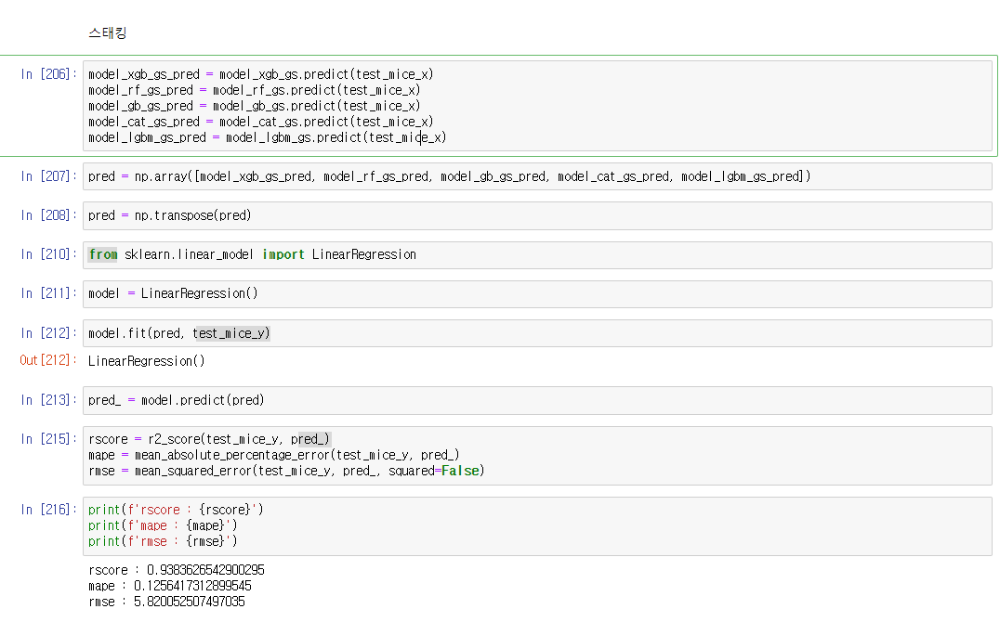 스태킹
In [206]: model_xgb_gs_pred = model_xgb_gs.predict(test_mice_x)
model_rf_gs_pred = model_rf_gs.predict(test_mice_x)
model_gb_gs_pred = model_gb_gs.predict(test_mice_x)
model_cat_gs_pred = model_cat_gs.predict(test_mice_x)
model_lgbm_gs_pred = model_lgbm_gs.predict(test_mice_x)
In [207]: pred = np.array([model_xgb_gs_pred, model_rf_gs_pred, model_gb_gs_pred, model_cat_gs_pred, model_lgbm_gs_pred])
In [208]: pred = np.transpose(pred)
In [210]: from sklearn.linear_model import LinearRegression
In [211]: model = LinearRegression()
In [212]: model.fit(pred, test_mice_y)
Out[212]: LinearRegression()
In [213]: pred_ = model.predict(pred)
In [215]: rscore = r2_score(test_mice_y, pred_)
mape = mean_absolute_percentage_error(test_mice_y, pred_)
rmse = mean_squared_error(test_mice_y, pred_, squared=False)
In [216]: print(f'rscore : {rscore}')
print(f'mape : {mape}')
print(f'rmse : {rmse}')
rscore : 0.9383626542900295
mape : 0.1256417312899545
rmse : 5.820052507497035